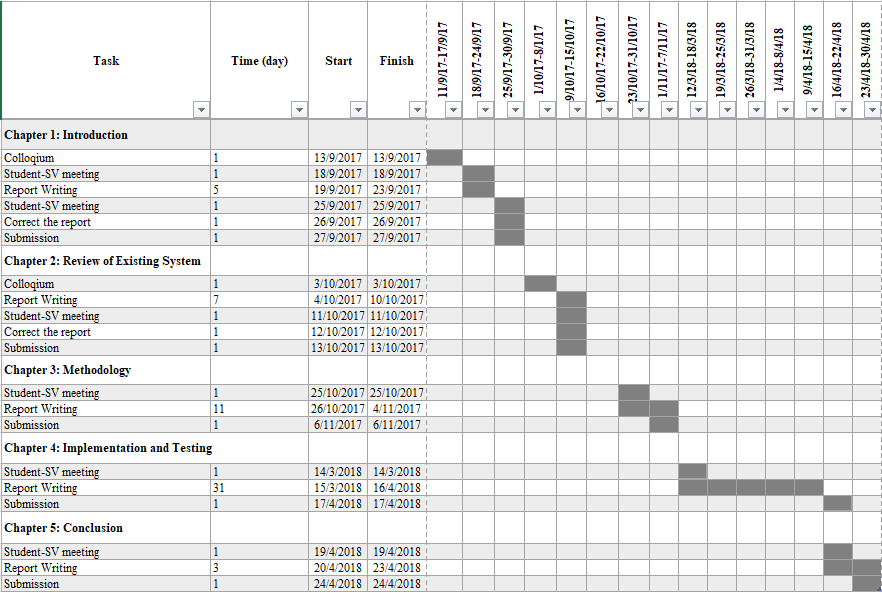 Task Time (day) Start Finish 11/9/17-17/9/17 18/9/17-24/9/17 25/9/17-30/9/17 1/10/17-8/1/17 9/10/17-15/10/17 16/10/17-22/10/17 23/10/17-31/10/17 1/11/17-7/11/17 12/3/18-18/3/18 19/3/18-25/3/18 26/3/18-31/3/18 1/4/18-8/4/18 9/4/18-15/4/18 16/4/18-22/4/18 23/4/18-30/4/18
Chapter 1: Introduction
Colloqium 1 13/9/2017 13/9/2017
Student-SV meeting 1 18/9/2017 18/9/2017
Report Writing 5 19/9/2017 23/9/2017
Student-SV meeting 1 25/9/2017 25/9/2017
Correct the report 1 26/9/2017 26/9/2017
Submission 1 27/9/2017 27/9/2017
Chapter 2: Review of Existing System
Colloqium 1 3/10/2017 3/10/2017
Report Writing 7 4/10/2017 10/10/2017
Student-SV meeting 1 11/10/2017 11/10/2017
Correct the report 1 12/10/2017 12/10/2017
Submission 1 13/10/2017 13/10/2017
Chapter 3: Methodology
Student-SV meeting 1 25/10/2017 25/10/2017
Report Writing 11 26/10/2017 4/11/2017
Submission 1 6/11/2017 6/11/2017
Chapter 4: Implementation and Testing
Student-SV meeting 1 14/3/2018 14/3/2018
Report Writing 31 15/3/2018 16/4/2018
Submission 1 17/4/2018 17/4/2018
Chapter 5: Conclusion
Student-SV meeting 1 19/4/2018 19/4/2018
Report Writing 3 20/4/2018 23/4/2018
Submission 1 24/4/2018 24/4/2018